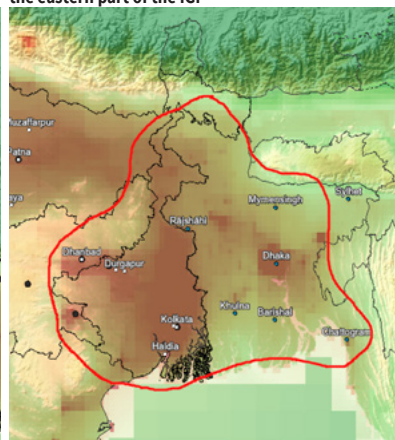 the eastern part of the IGP
Muzaffarpur
Patna
aya
Mymensingh
Sylhet
Rajshahi
Dhanbad
Durgapur
Dhaka
Khulna
Barishal
Kolkata
Chattogram
Haldia